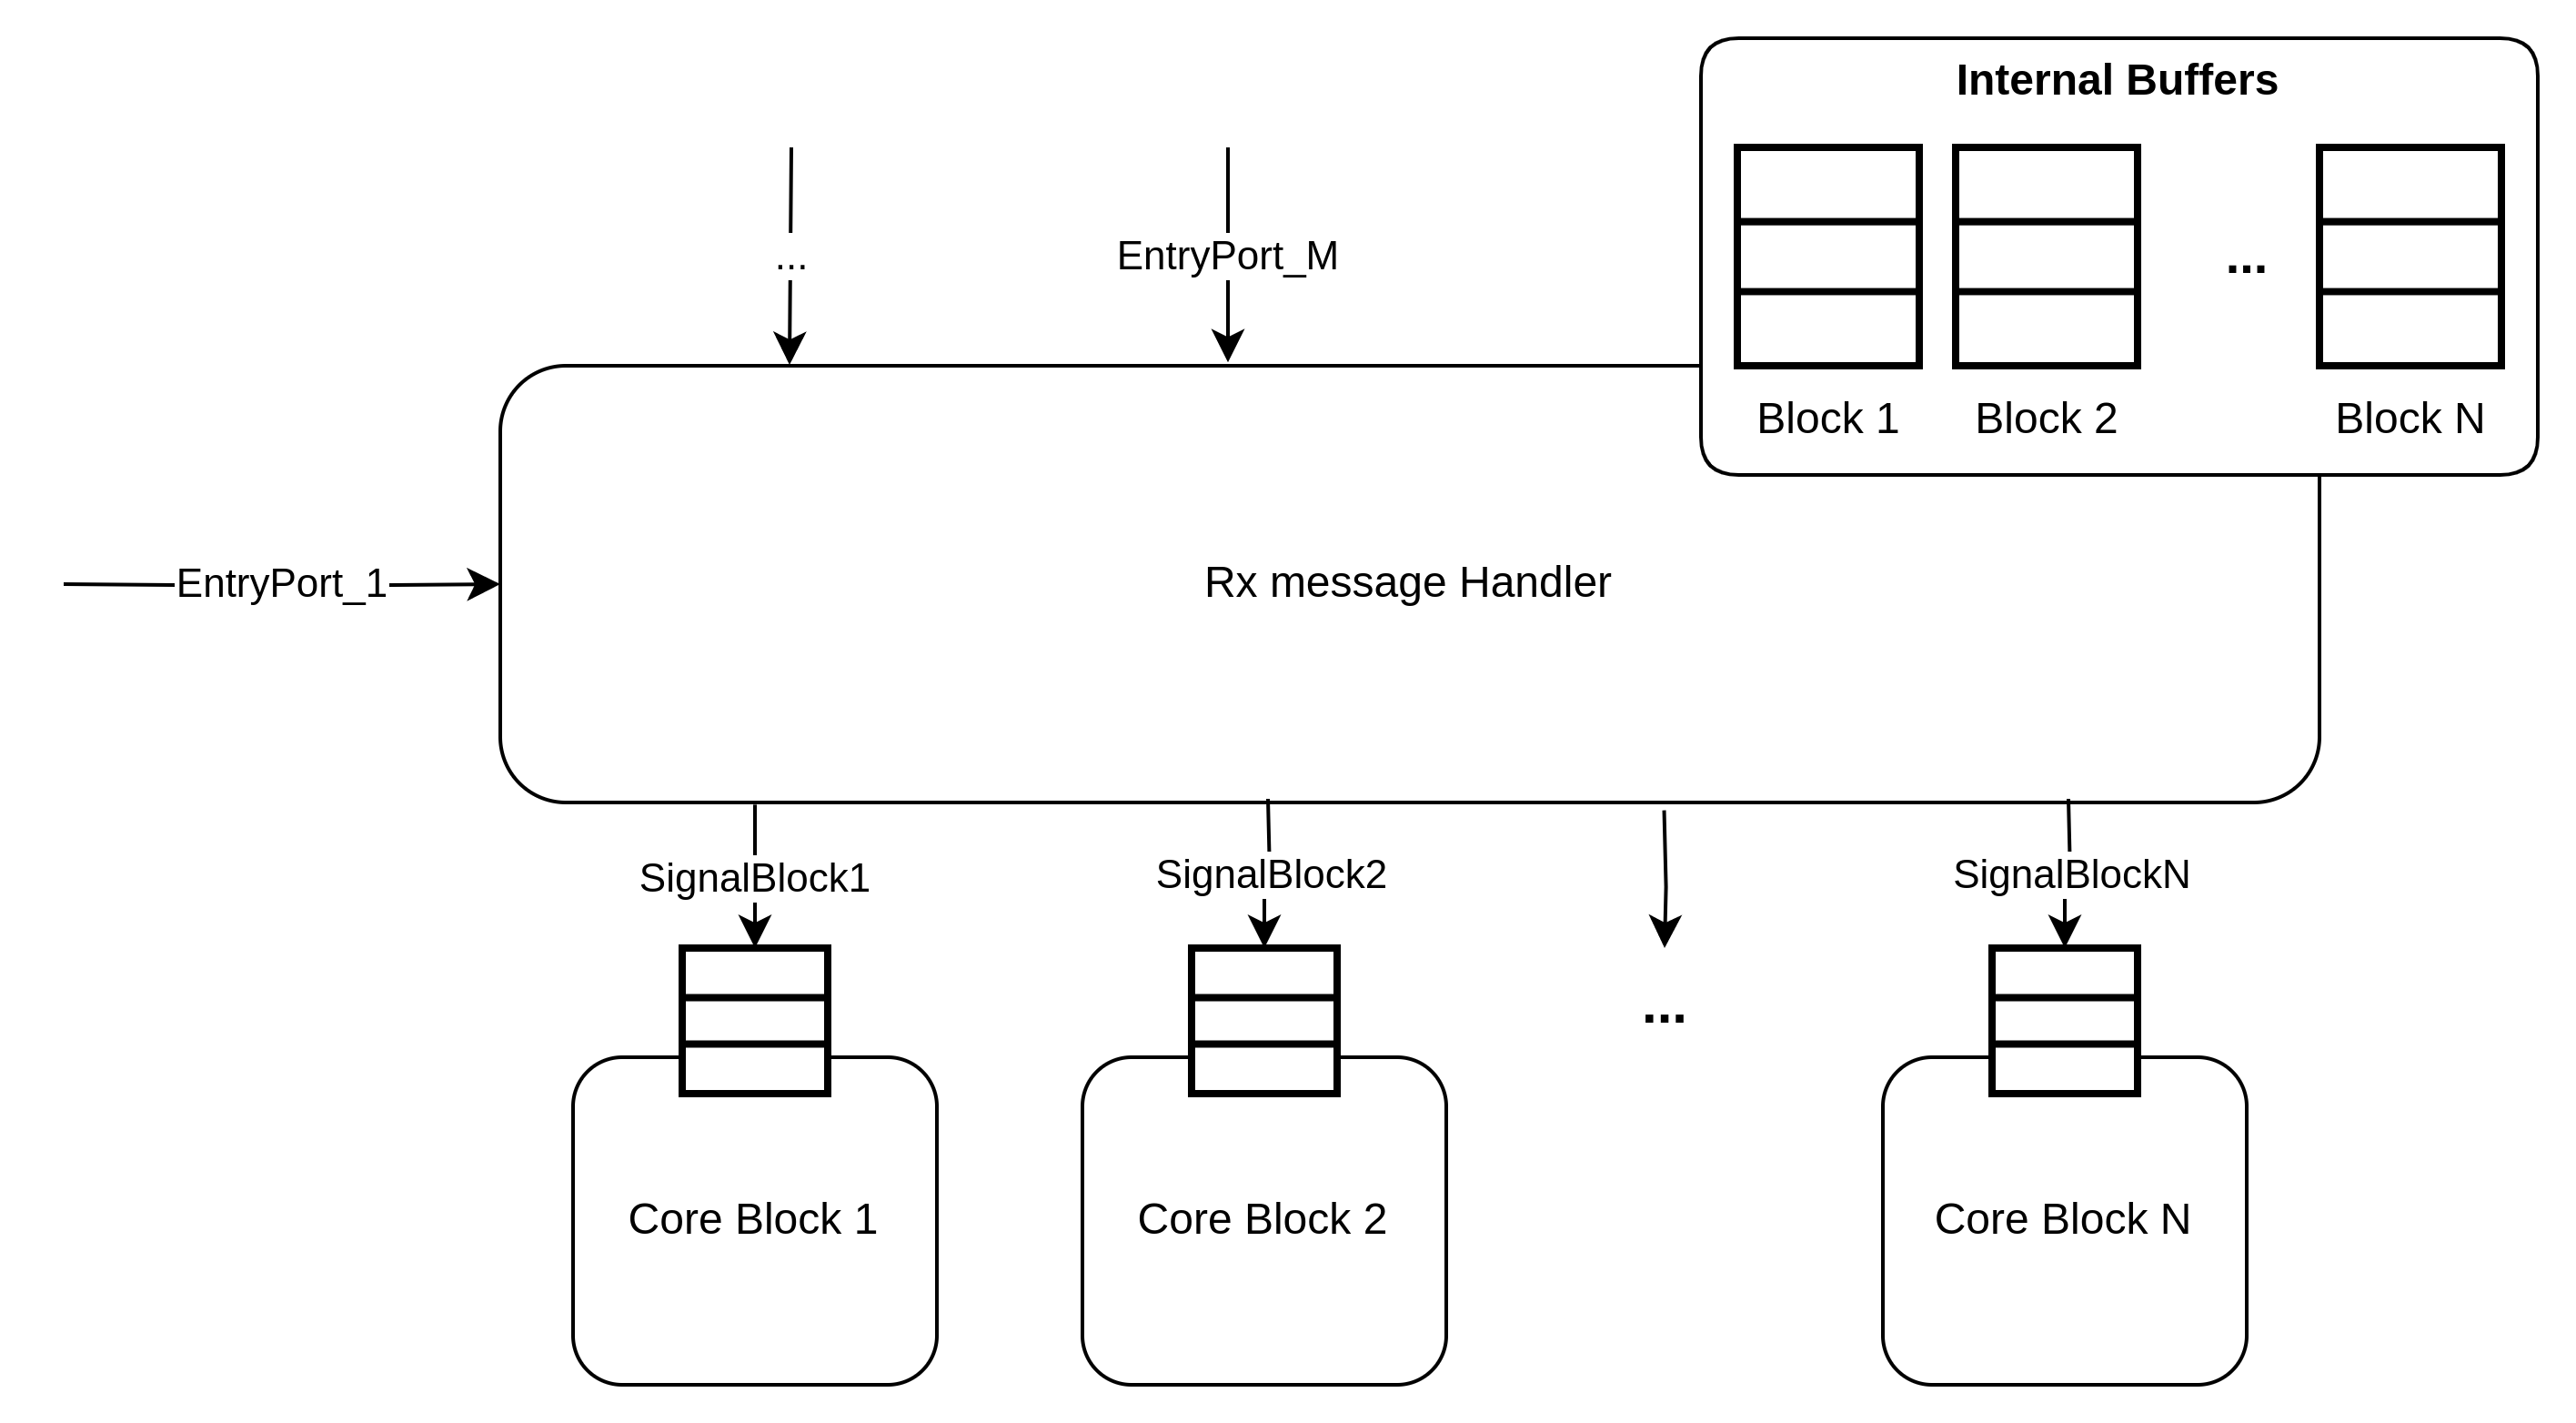 Internal Buffers
...
EntryPort_M
...
Block 1
Block 2
Block N
EntryPort_1
Rx message Handler
SignalBlock1
SignalBlock2
SignalBlockN
...
Core Block 1
Core Block 2
Core Block N